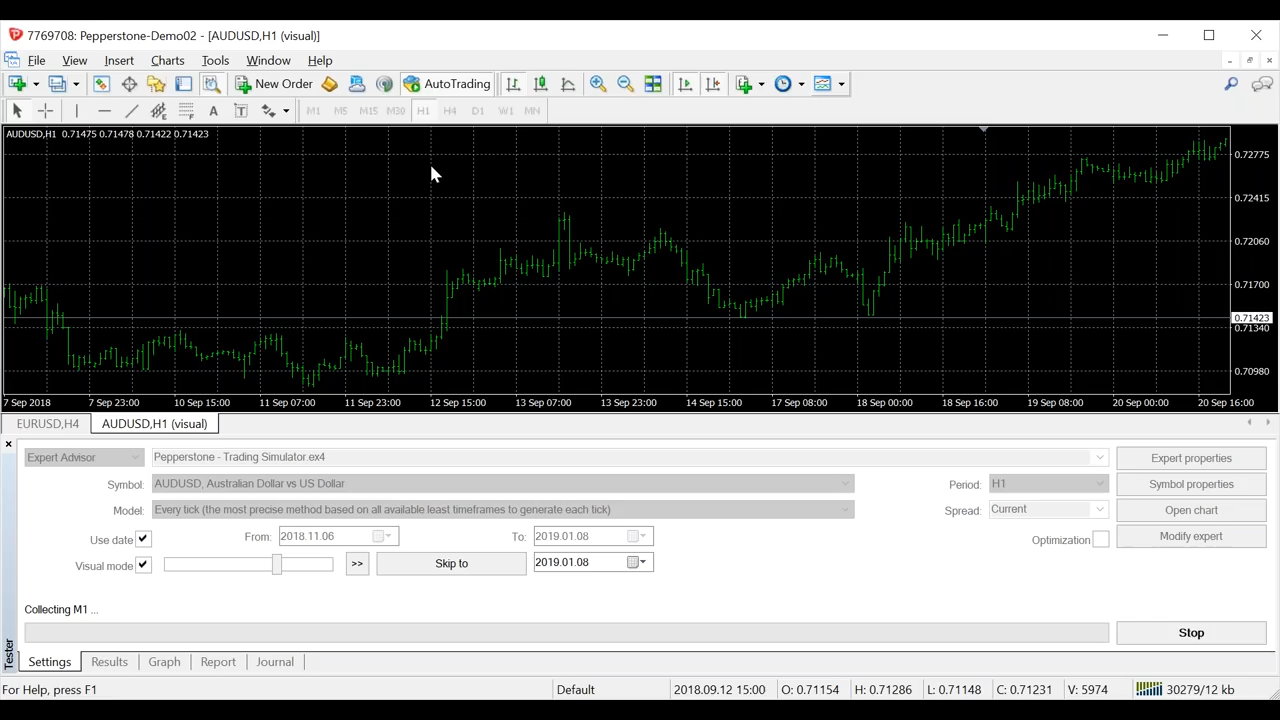 7769708: Pepperstone-Demo02 - [AUDUSD,H1 (visual)]
File View Insert Charts Tools Window Help
New Order AutoTrading
A T M1 M5 M15 M30 H1 H4 D1 W1 MN
AUDUSD,H1 0.71475 0.71478 0.71422 0.71423
0.72775
0.72415
0.72060
0.71700
0.71423
0.71340
0.70980
7 Sep 2018 7 Sep 23:00 10 Sep 15:00 11 Sep 07:00 11 Sep 23:00 12 Sep 15:00 13 Sep 07:00 13 Sep 23:00 14 Sep 15:00 17 Sep 08:00 18 Sep 00:00 18 Sep 16:00 19 Sep 08:00 20 Sep 00:00 20 Sep 16:00
EURUSD,H4 AUDUSD,H1 (visual)
Expert Advisor Pepperstone - Trading Simulator.ex4 Expert properties
Symbol: AUDUSD, Australian Dollar vs US Dollar Period: H1 Symbol properties
Model: Every tick (the most precise method based on all available least timeframes to generate each tick) Spread: Current Open chart
Use date From: 2018.11.06 To: 2019.01.08 Optimization Modify expert
Visual mode >> Skip to 2019.01.08
Collecting M1 ...
Stop
Tester
Settings Results Graph Report Journal
For Help, press F1 Default 2018.09.12 15:00 O: 0.71154 H: 0.71286 L: 0.71148 C: 0.71231 V: 5974 30279/12 kb